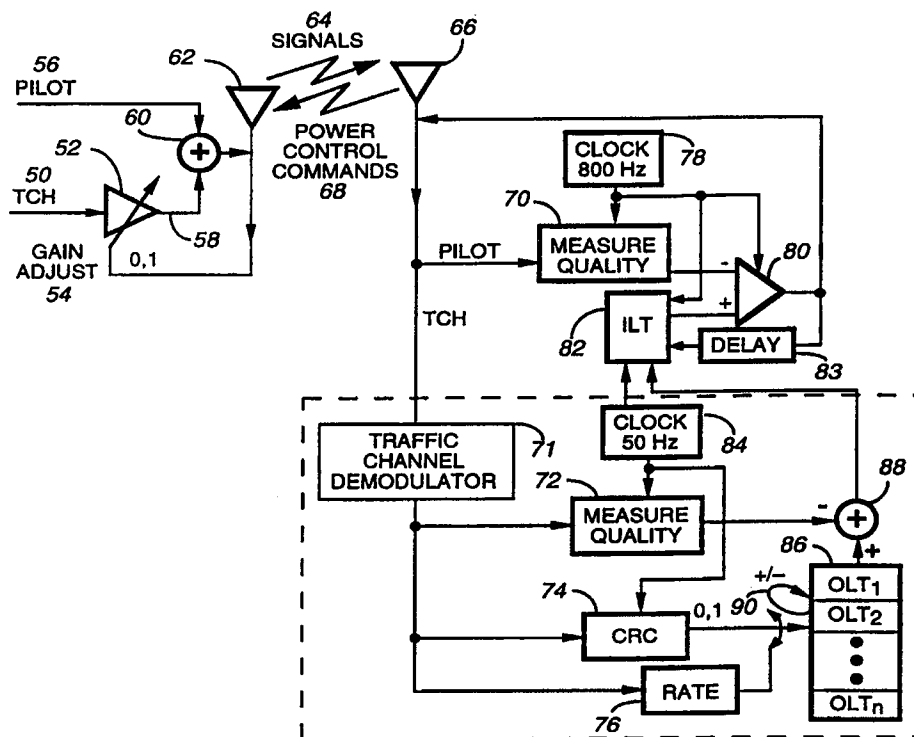 64
SIGNALS
66
62
56
PILOT
60
POWER
CONTROL
COMMANDS
68
52
50
TCH
58
GAIN
ADJUST
54
0,1
CLOCK
800 Hz
78
70
MEASURE
QUALITY
PILOT
-
+
80
82
ILT
DELAY
83
TCH
TRAFFIC
CHANNEL
DEMODULATOR
71
CLOCK
50 Hz
84
72
MEASURE
QUALITY
-
+
88
+
86
OLT1
OLT2
OLTn
+/-
90
74
CRC
0,1
RATE
76